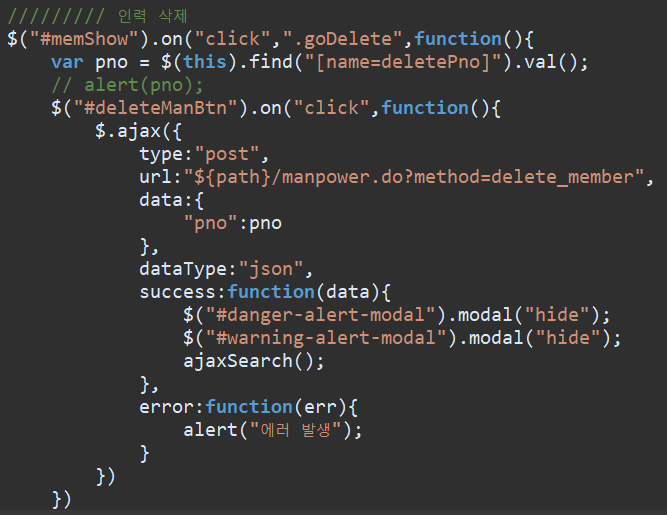 ///////// 인력 삭제
$("#memShow").on("click",".goDelete",function(){
    var pno = $(this).find("[name=deletePno]").val();
    // alert(pno);
    $("#deleteManBtn").on("click",function(){
        $.ajax({
            type:"post",
            url:"${path}/manpower.do?method=delete_member",
            data:{
                "pno":pno
            },
            dataType:"json",
            success:function(data){
                $("#danger-alert-modal").modal("hide");
                $("#warning-alert-modal").modal("hide");
                ajaxSearch();
            },
            error:function(err){
                alert("에러 발생");
            }
        })
    })